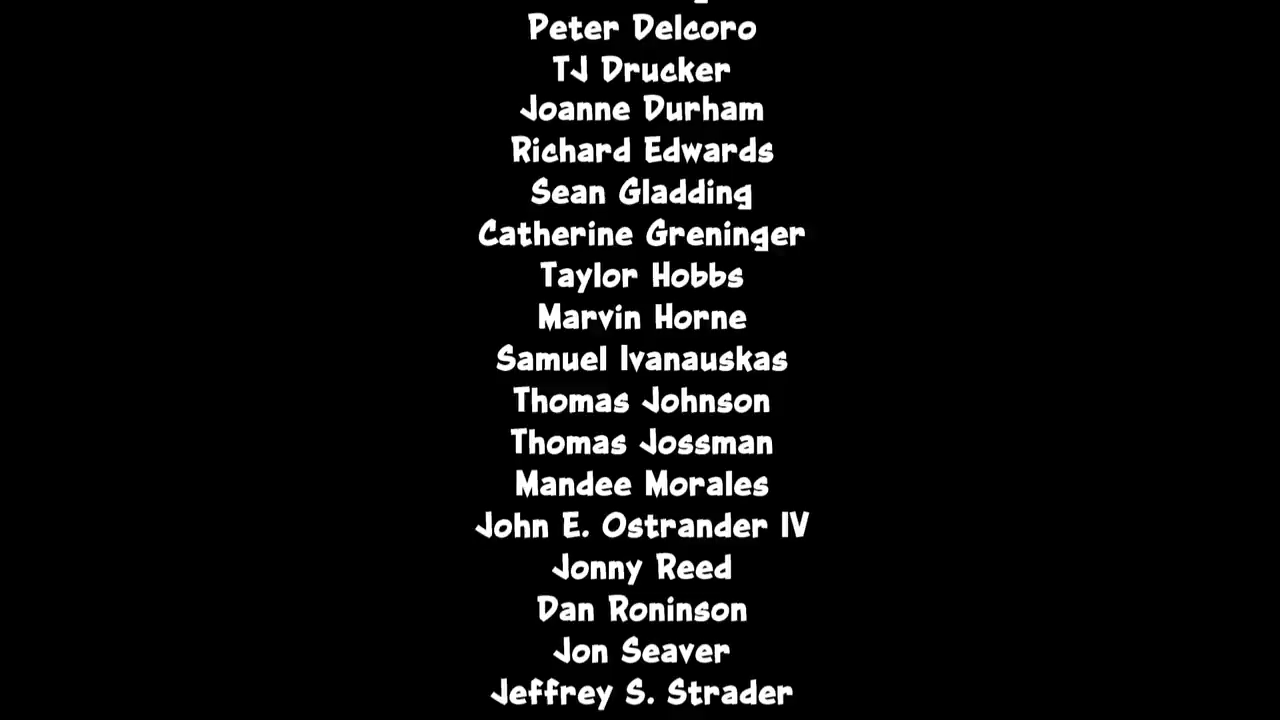 Peter Delcoro
TJ Drucker
Joanne Durham
Richard Edwards
Sean Gladding
Catherine Greninger
Taylor Hobbs
Marvin Horne
Samuel Ivanauskas
Thomas Johnson
Thomas Jossman
Mandee Morales
John E. Ostrander IV
Jonny Reed
Dan Roninson
Jon Seaver
Jeffrey S. Strader